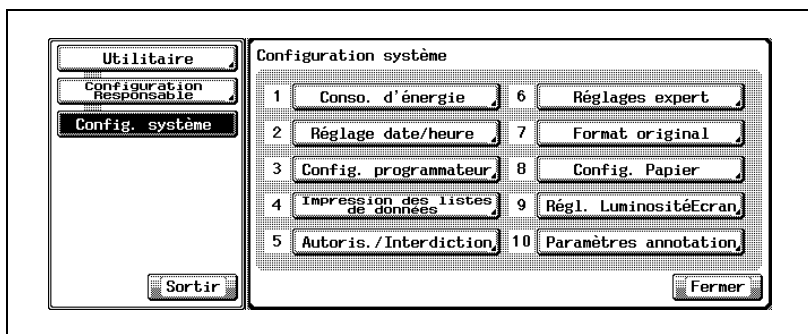 Utilitaire
Configuration
Responsable
Config. système
Sortir
Configuration système
1 Conso. d'énergie
2 Réglage date/heure
3 Config. programmateur
4 Impression des listes
de données
5 Autoris./Interdiction
6 Réglages expert
7 Format original
8 Config. Papier
9 Régl. LuminositéEcran
10 Paramètres annotation
Fermer